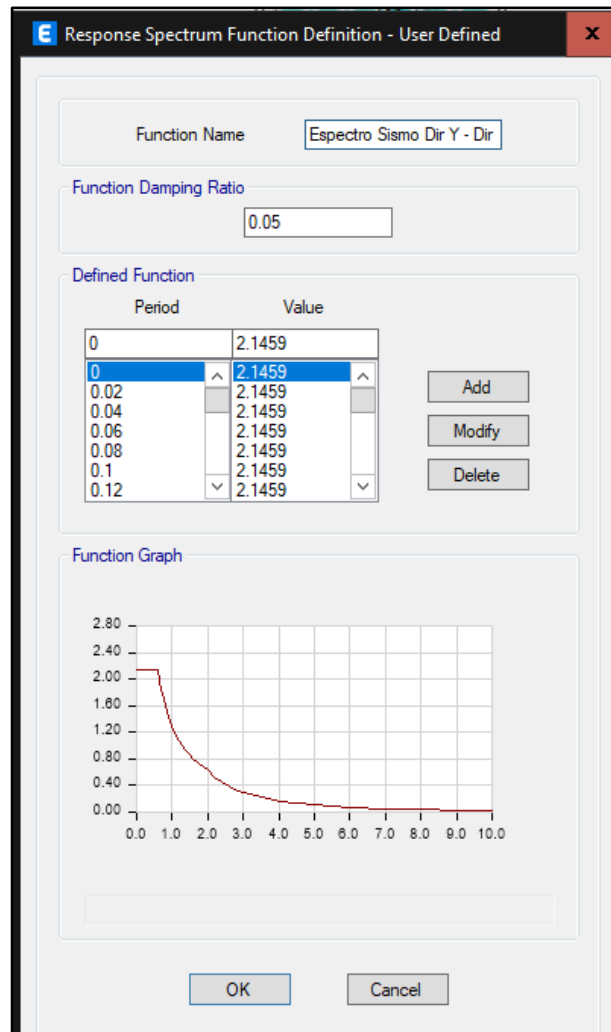 E Response Spectrum Function Definition - User Defined x
Function Name Espectro Sismo Dir Y - Dir
Function Damping Ratio
0.05
Defined Function
Period Value
0 2.1459
0 2.1459
0.02 2.1459
0.04 2.1459
0.06 2.1459
0.08 2.1459
0.1 2.1459
0.12 2.1459
Add
Modify
Delete
Function Graph
2.80
2.40
2.00
1.60
1.20
0.80
0.40
0.00
0.0 1.0 2.0 3.0 4.0 5.0 6.0 7.0 8.0 9.0 10.0
OK Cancel